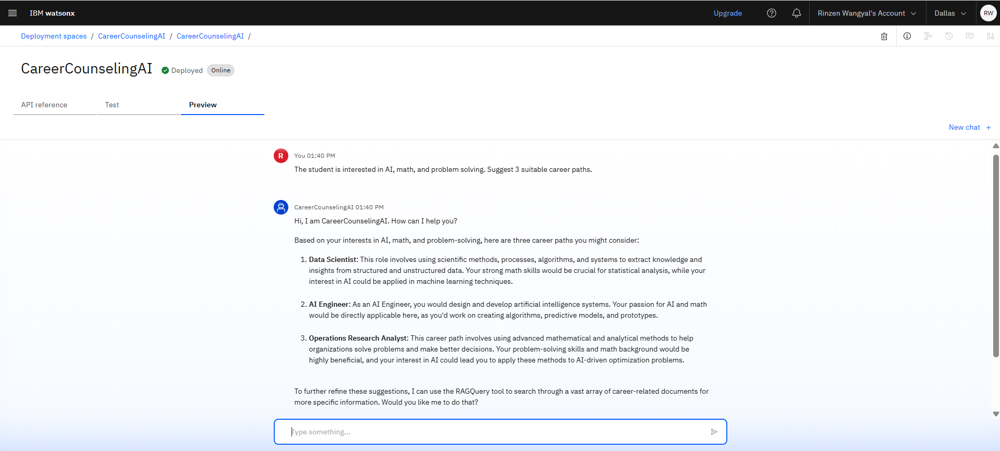 IBM watsonx
Upgrade
Rinzen Wangyal's Account
Dallas
RW
Deployment spaces / CareerCounselingAI / CareerCounselingAI /
CareerCounselingAI
Deployed
Online
API reference
Test
Preview
New chat +
R
You 01:40 PM
The student is interested in AI, math, and problem solving. Suggest 3 suitable career paths.
CareerCounselingAI 01:40 PM
Hi, I am CareerCounselingAI. How can I help you?
Based on your interests in AI, math, and problem-solving, here are three career paths you might consider:
1. Data Scientist: This role involves using scientific methods, processes, algorithms, and systems to extract knowledge and
insights from structured and unstructured data. Your strong math skills would be crucial for statistical analysis, while your
interest in AI could be applied in machine learning techniques.
2. AI Engineer: As an AI Engineer, you would design and develop artificial intelligence systems. Your passion for AI and math
would be directly applicable here, as you'd work on creating algorithms, predictive models, and prototypes.
3. Operations Research Analyst: This career path involves using advanced mathematical and analytical methods to help
organizations solve problems and make better decisions. Your problem-solving skills and math background would be
highly beneficial, and your interest in AI could lead you to apply these methods to AI-driven optimization problems.
To further refine these suggestions, I can use the RAGQuery tool to search through a vast array of career-related documents for
more specific information. Would you like me to do that?
Type something...